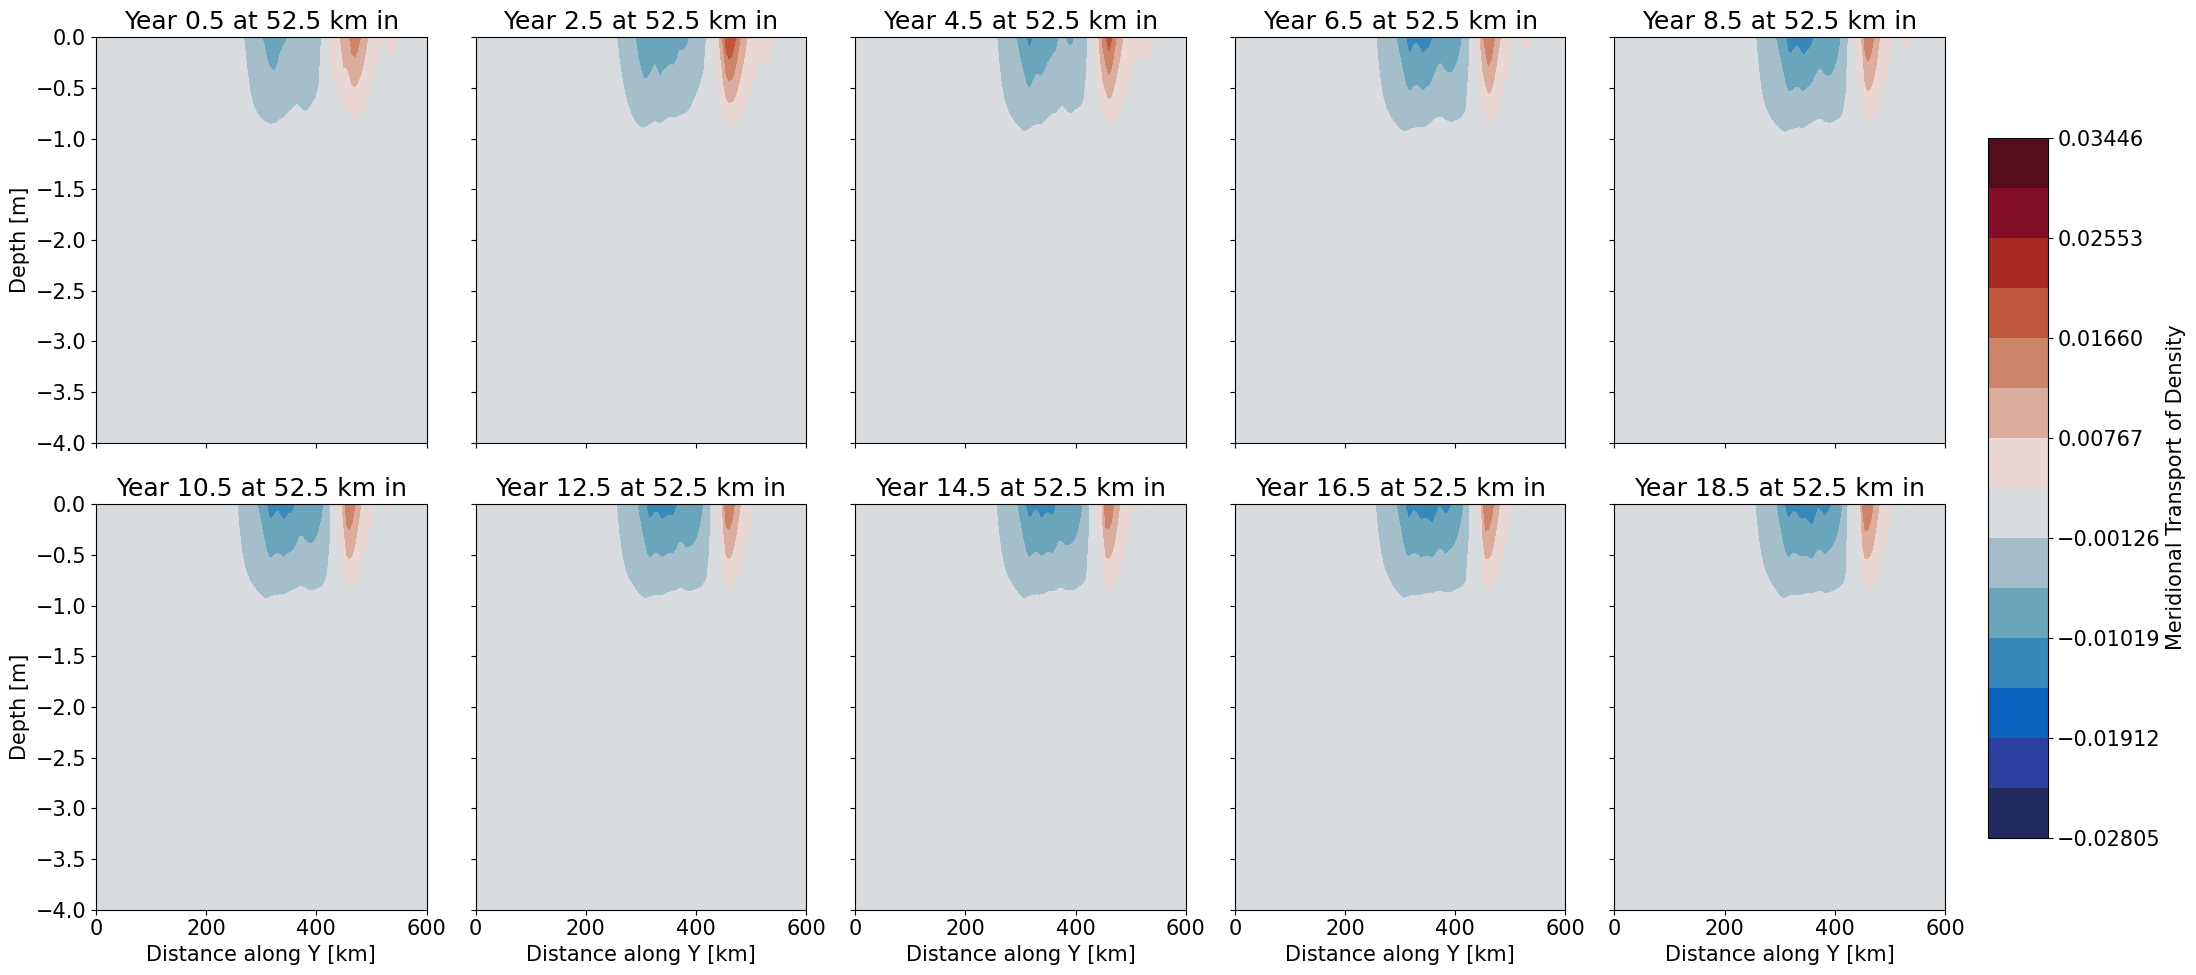 Year 0.5 at 52.5 km in
Year 2.5 at 52.5 km in
Year 4.5 at 52.5 km in
Year 6.5 at 52.5 km in
Year 8.5 at 52.5 km in
0.0
−0.5
−1.0
−1.5
−2.0
−2.5
−3.0
−3.5
−4.0
Depth [m]
Year 10.5 at 52.5 km in
Year 12.5 at 52.5 km in
Year 14.5 at 52.5 km in
Year 16.5 at 52.5 km in
Year 18.5 at 52.5 km in
0.0
−0.5
−1.0
−1.5
−2.0
−2.5
−3.0
−3.5
−4.0
Depth [m]
0 200 400 600
0 200 400 600
0 200 400 600
0 200 400 600
0 200 400 600
Distance along Y [km]
Distance along Y [km]
Distance along Y [km]
Distance along Y [km]
Distance along Y [km]
0.03446
0.02553
0.01660
0.00767
−0.00126
−0.01019
−0.01912
−0.02805
Meridional Transport of Density